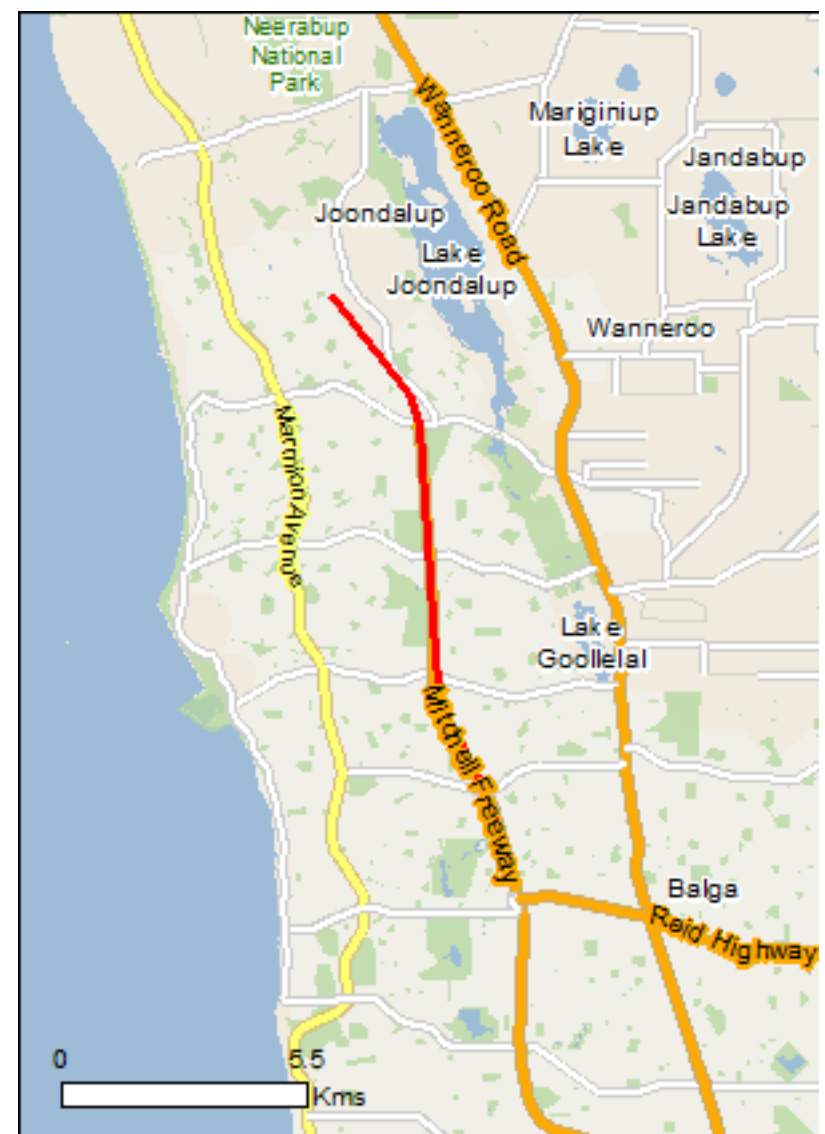 Neerabup
National
Park
Wanneroo Road
Mariginiup
Lake
Jandabup
Jandabup
Lake
Joondalup
Lake
Joondalup
Wanneroo
Marmion Avenue
Lake
Goollelal
Mitchell Freeway
Balga
Reid Highway
0 5.5
Kms